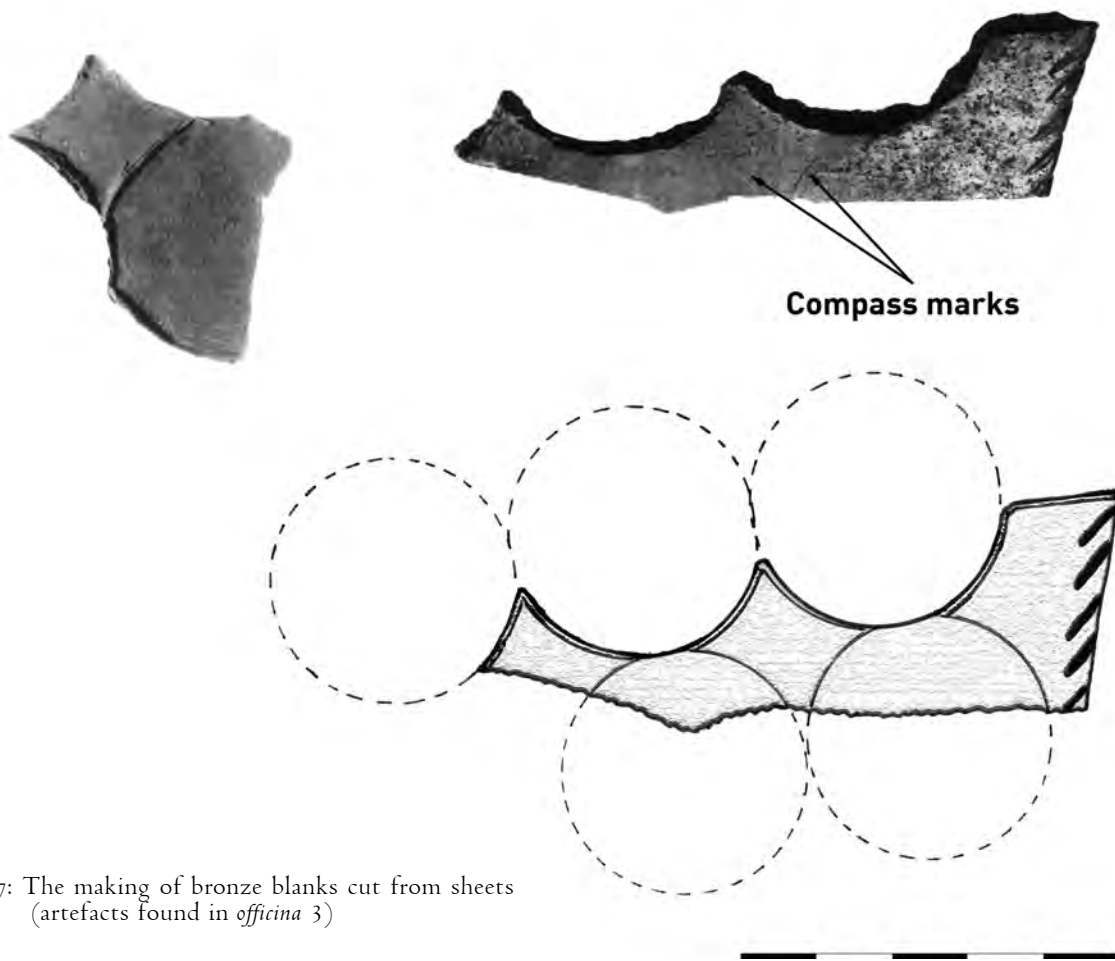 Compass marks
7: The making of bronze blanks cut from sheets
(artefacts found in officina 3)